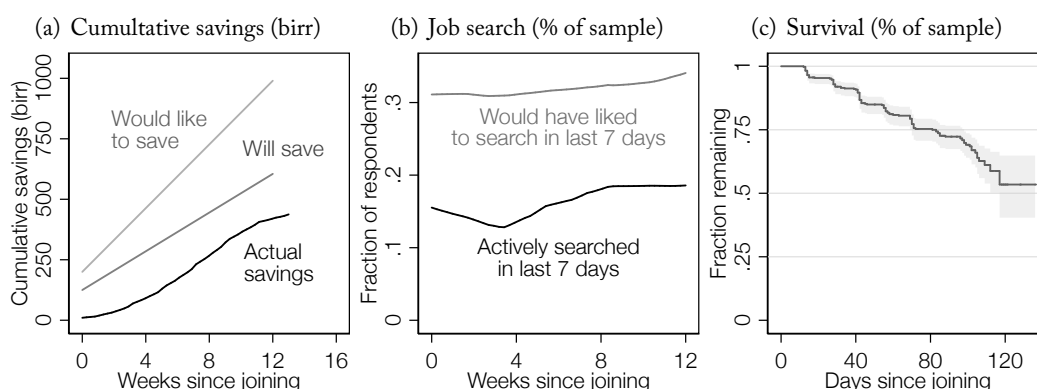 (a) Cumultative savings (birr)
Cumulative savings (birr)
0
250
500
750
1000
Would like
to save
Will save
Actual
savings
0
4
8
12
16
Weeks since joining
(b) Job search (% of sample)
Fraction of respondents
0
.1
.2
.3
Would have liked
to search in last 7 days
Actively searched
in last 7 days
0
4
8
12
Weeks since joining
(c) Survival (% of sample)
Fraction remaining
0
.25
.5
.75
1
0
40
80
120
Days since joining